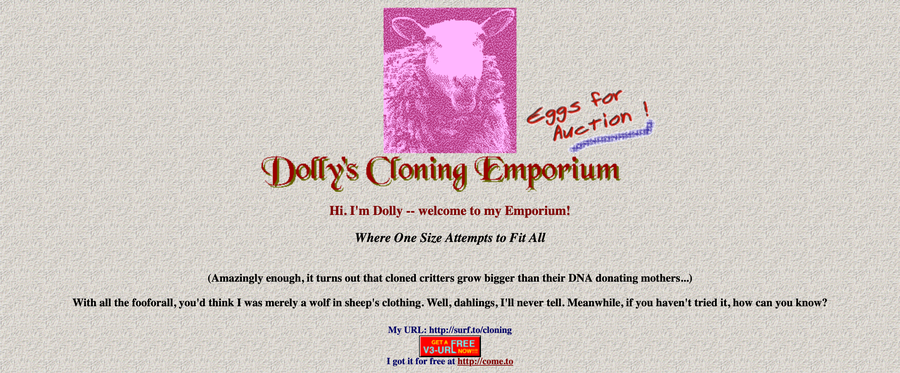 Eggs for
Auction !
Dolly's Cloning Emporium
Hi. I'm Dolly -- welcome to my Emporium!
Where One Size Attempts to Fit All
(Amazingly enough, it turns out that cloned critters grow bigger than their DNA donating mothers...)
With all the fooforall, you'd think I was merely a wolf in sheep's clothing. Well, dahlings, I'll never tell. Meanwhile, if you haven't tried it, how can you know?
My URL: http://surf.to/cloning
GET A FREE
V3-URL NOW!!
I got it for free at http://come.to